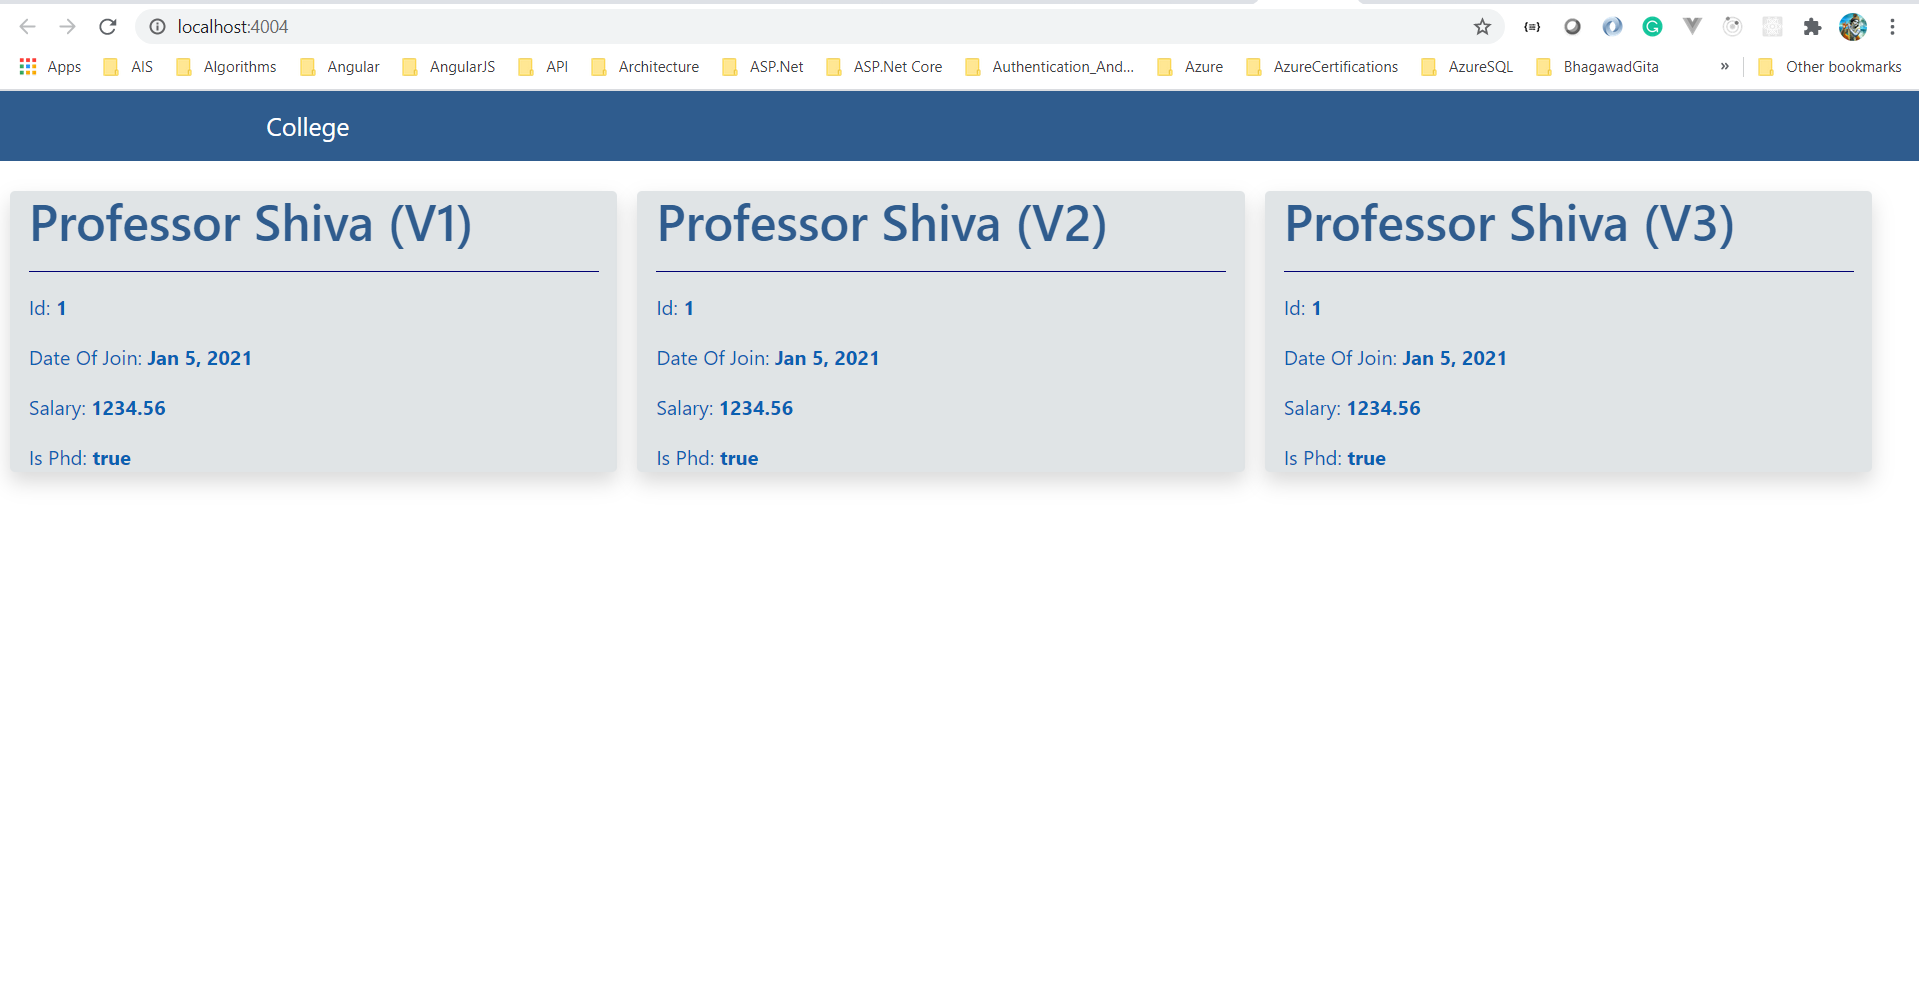 localhost:4004
Apps AIS Algorithms Angular AngularJS API Architecture ASP.Net ASP.Net Core Authentication_And... Azure AzureCertifications AzureSQL BhagawadGita » Other bookmarks
College
Professor Shiva (V1)
Id: 1
Date Of Join: Jan 5, 2021
Salary: 1234.56
Is Phd: true
Professor Shiva (V2)
Id: 1
Date Of Join: Jan 5, 2021
Salary: 1234.56
Is Phd: true
Professor Shiva (V3)
Id: 1
Date Of Join: Jan 5, 2021
Salary: 1234.56
Is Phd: true